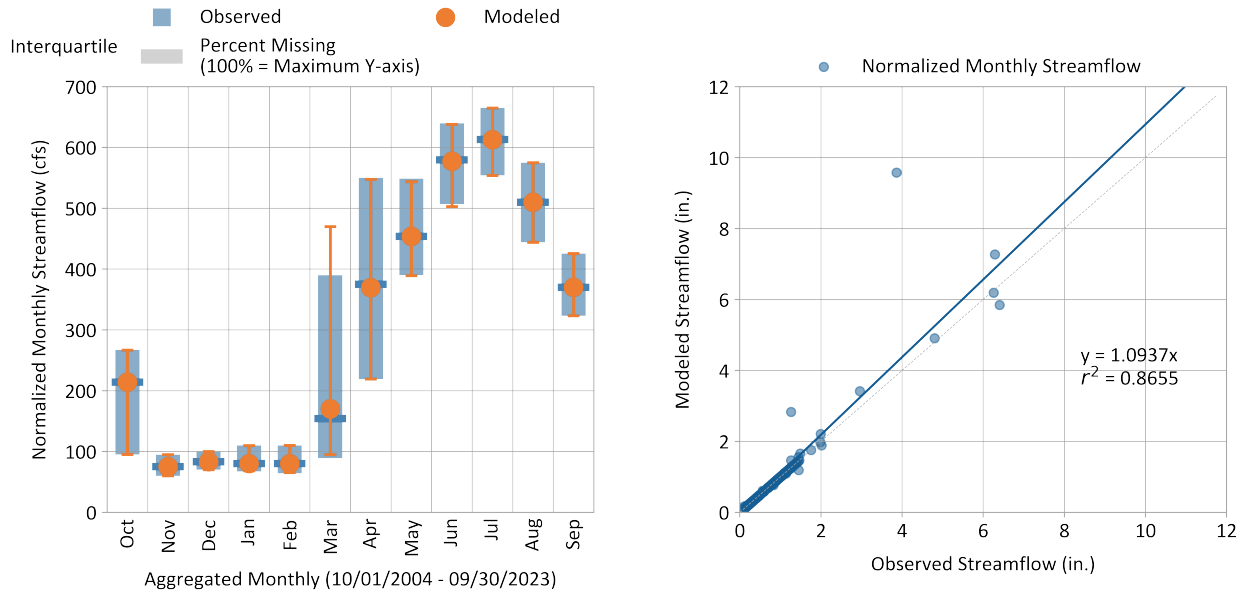 Observed
Modeled
Interquartile
Percent Missing
(100% = Maximum Y-axis)
Normalized Monthly Streamflow (cfs)
700
600
500
400
300
200
100
0
Oct
Nov
Dec
Jan
Feb
Mar
Apr
May
Jun
Jul
Aug
Sep
Aggregated Monthly (10/01/2004 - 09/30/2023)
Normalized Monthly Streamflow
Modeled Streamflow (in.)
12
10
8
6
4
2
0
y = 1.0937x
r² = 0.8655
0 2 4 6 8 10 12
Observed Streamflow (in.)